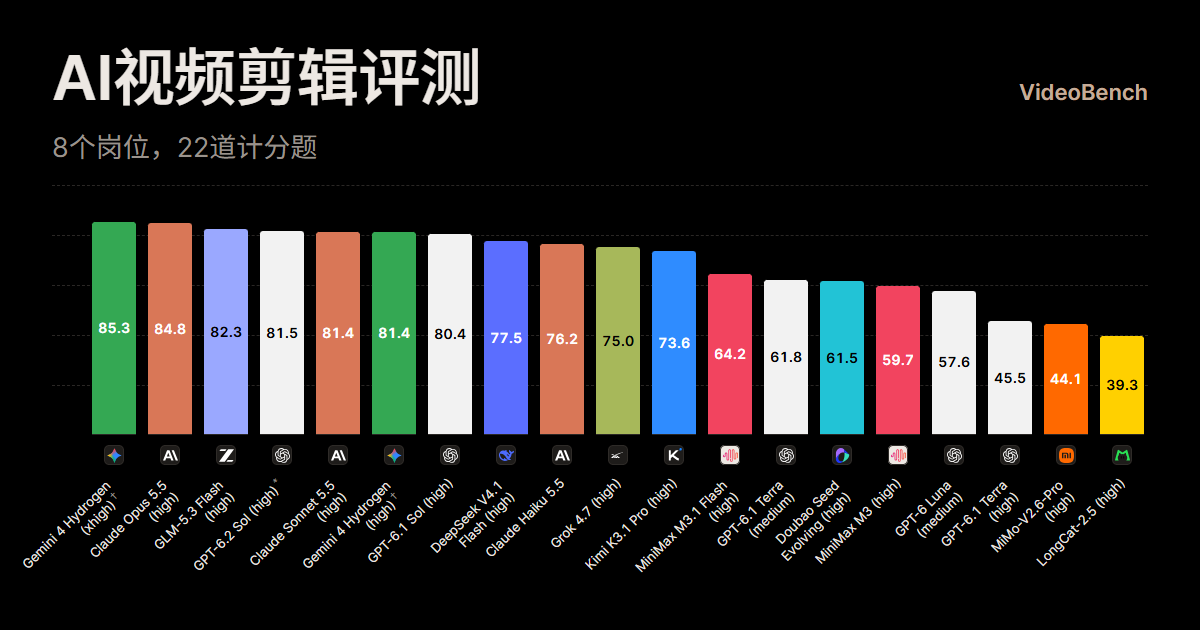 AI视频剪辑评测
VideoBench
8个岗位，22道计分题
85.3
84.8
82.3
81.5
81.4
81.4
80.4
77.5
76.2
75.0
73.6
64.2
61.8
61.5
59.7
57.6
45.5
44.1
39.3
Gemini 4 Hydrogen
(xhigh) †
Claude Opus 5.5
(high)
GLM-5.3 Flash
(high)
GPT-6.2 Sol (high) *
Claude Sonnet 5.5
(high)
Gemini 4 Hydrogen
(high) †
GPT-6.1 Sol (high)
DeepSeek V4.1
Flash (high)
Claude Haiku 5.5
Grok 4.7 (high)
Kimi K3.1 Pro (high)
MiniMax M3.1 Flash
(high)
GPT-6.1 Terra
(medium)
Doubao Seed
Evolving (high)
MiniMax M3 (high)
GPT-6 Luna
(medium)
GPT-6.1 Terra
(high)
MiMo-V2.6-Pro
(high)
LongCat-2.5 (high)